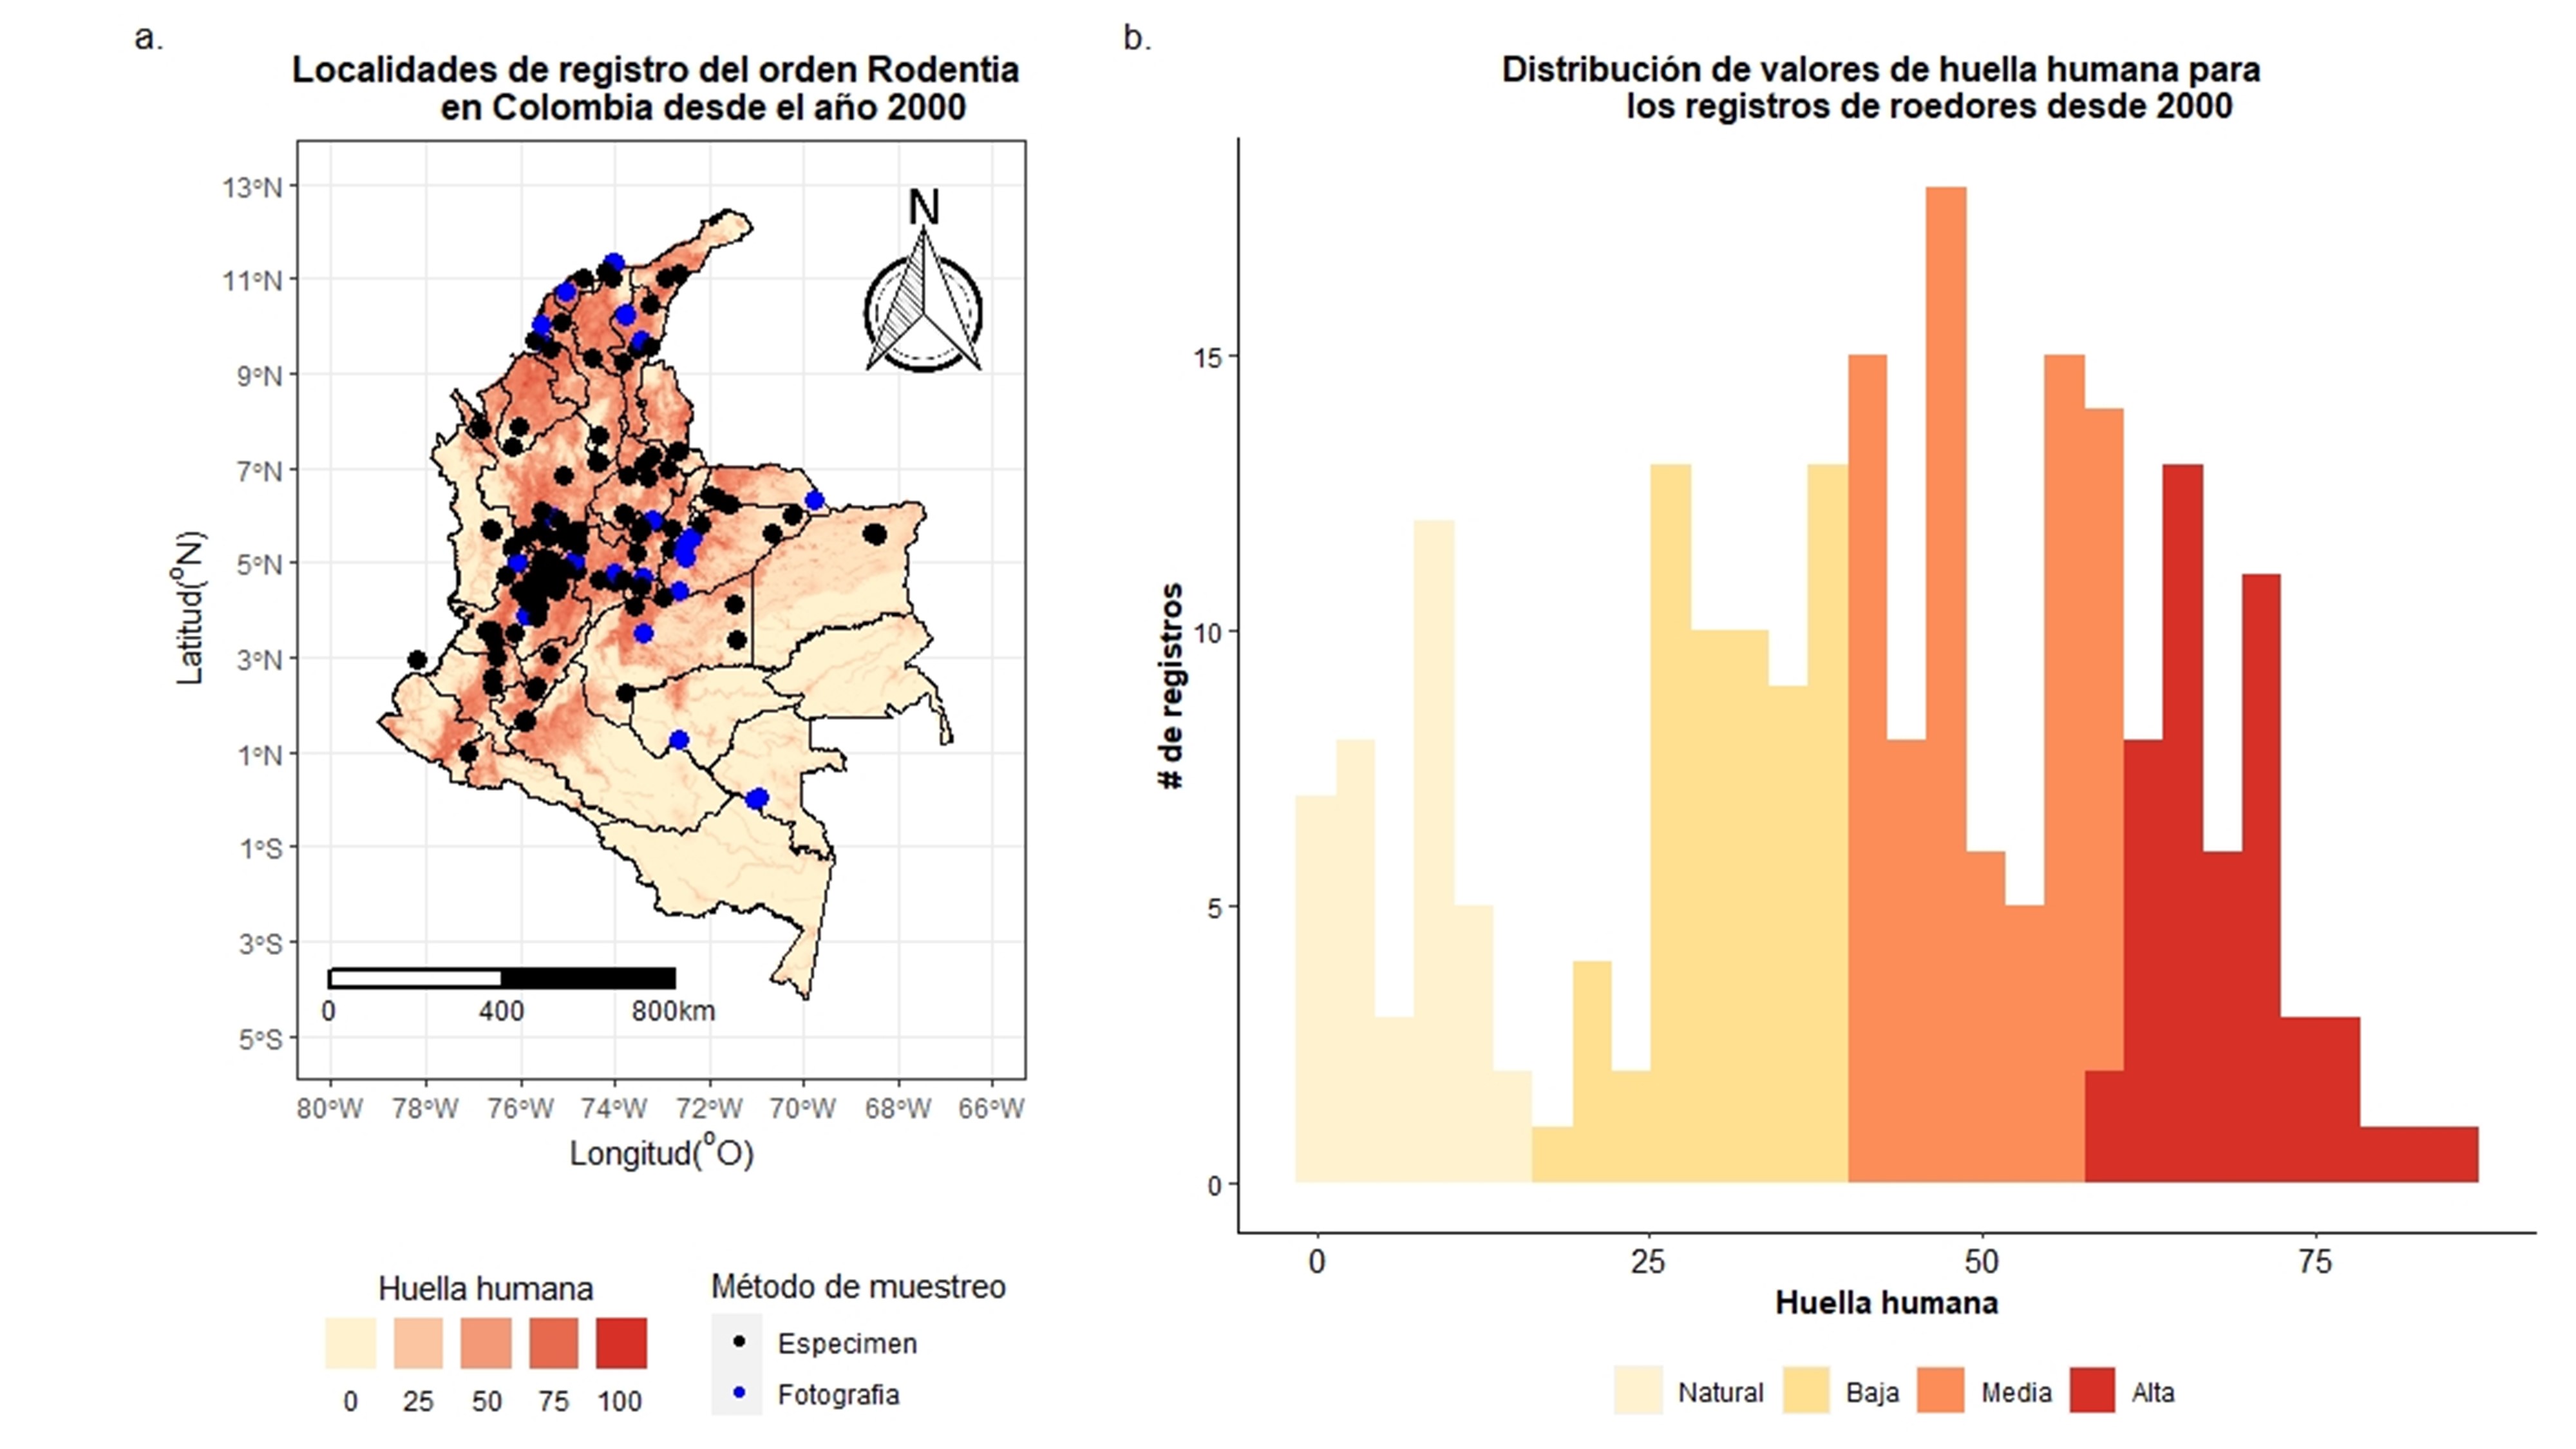 a.
Localidades de registro del orden Rodentia
en Colombia desde el año 2000
N
13°N
11°N
9°N
7°N
5°N
3°N
1°N
1°S
3°S
5°S
Latitud(°N)
0 400 800km
80°W 78°W 76°W 74°W 72°W 70°W 68°W 66°W
Longitud(°O)
Huella humana
0 25 50 75 100
Método de muestreo
Especimen
Fotografia
b.
Distribución de valores de huella humana para
los registros de roedores desde 2000
# de registros
15
10
5
0
0 25 50 75
Huella humana
Natural Baja Media Alta